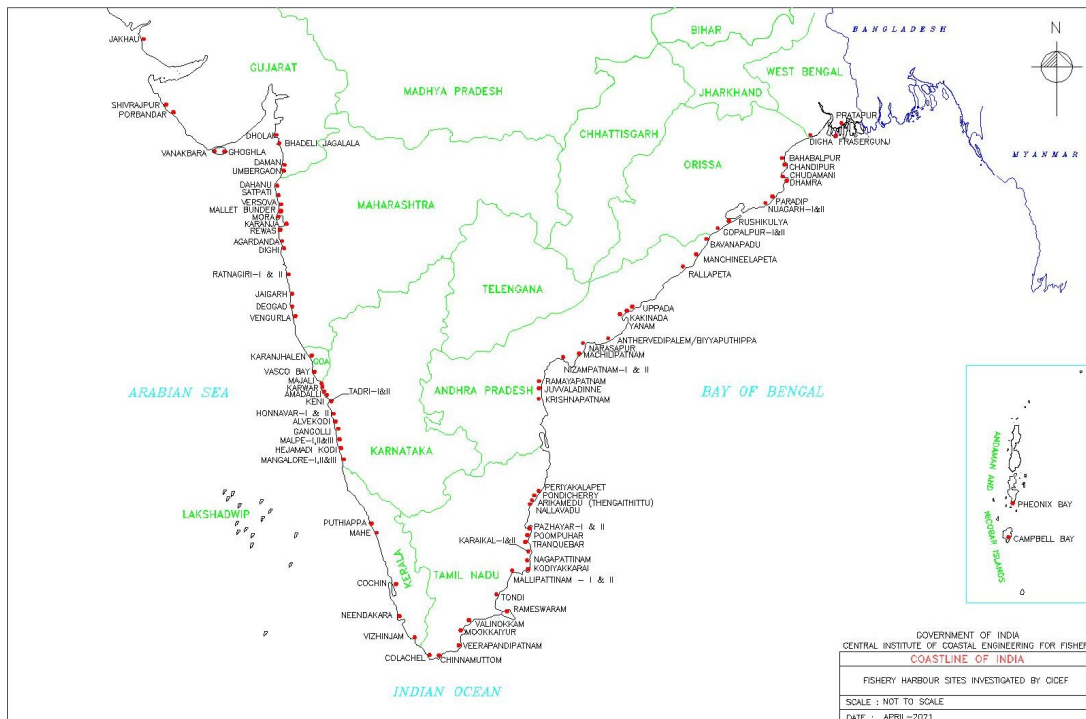 JAKHAU
BIHAR
BANGLADESH
N
GUJARAT
WEST BENGAL
MADHYA PRADESH
JHARKHAND
SHIVRAJPUR
PORBANDAR
CHHATTISGARH
PRATAPUR
DHOLAI
BHADELI JAGALALA
DIGHA
FRASERGUNJ
VANAKBARA
GHOGHLA
ORISSA
MYANMAR
DAMAN
UMBERGAON
BAHABALPUR
CHANDIPUR
CHUDAMANI
DHAMRA
DAHANU
SATPATI
VERSOVA
MALLET BUNDER
MORA
KARANJA
REWAS
MAHARASHTRA
PARADIP
NUAGARH-I&II
RUSHIKULYA
GOPALPUR-I&II
AGARDANDA
DIGHI
BAVANAPADU
MANCHINEELAPETA
RALLAPETA
RATNAGIRI-I & II
TELENGANA
JAIGARH
DEOGAD
VENGURLA
UPPADA
KAKINADA
YANAM
ANTHERVEDIPALEM/BIYYAPUTHIPPA
NARASAPUR
MACHILIPATNAM
KARANJHALEN
GOA
NIZAMPATNAM-I & II
VASCO BAY
MAJALI
KARWAR
AMADALLI
KENI
TADRI-I&II
ARABIAN SEA
ANDHRA PRADESH
RAMAYAPATNAM
JUVVALADINNE
KRISHNAPATNAM
BAY OF BENGAL
HONNAVAR-I & II
ALVEKODI
GANGOLLI
MALPE-I,II&III
HEJAMADI KODI
MANGALORE-I,II&III
KARNATAKA
ANDAMAN AND
NICOBAR ISLANDS
PHEONIX BAY
CAMPBELL BAY
LAKSHADWIP
PERIYAKALAPET
PONDICHERRY
ARIKAMEDU (THENGAITHITTU)
NALLAVADU
PUTHIAPPA
MAHE
PAZHAYAR-I & II
POOMPUHAR
KARAIKAL-I&II
TRANQUEBAR
NAGAPATTINAM
KODIYAKKARAI
MALLIPATTINAM - I & II
KERALA
TAMIL NADU
COCHIN
TONDI
RAMESWARAM
NEENDAKARA
VALINOKKAM
MOOKKAIYUR
VIZHINJAM
VEERAPANDIPATNAM
COLACHEL
CHINNAMUTTOM
INDIAN OCEAN
GOVERNMENT OF INDIA
CENTRAL INSTITUTE OF COASTAL ENGINEERING FOR FISHER
COASTLINE OF INDIA
FISHERY HARBOUR SITES INVESTIGATED BY CICEF
SCALE : NOT TO SCALE
DATE : APRIL-2021